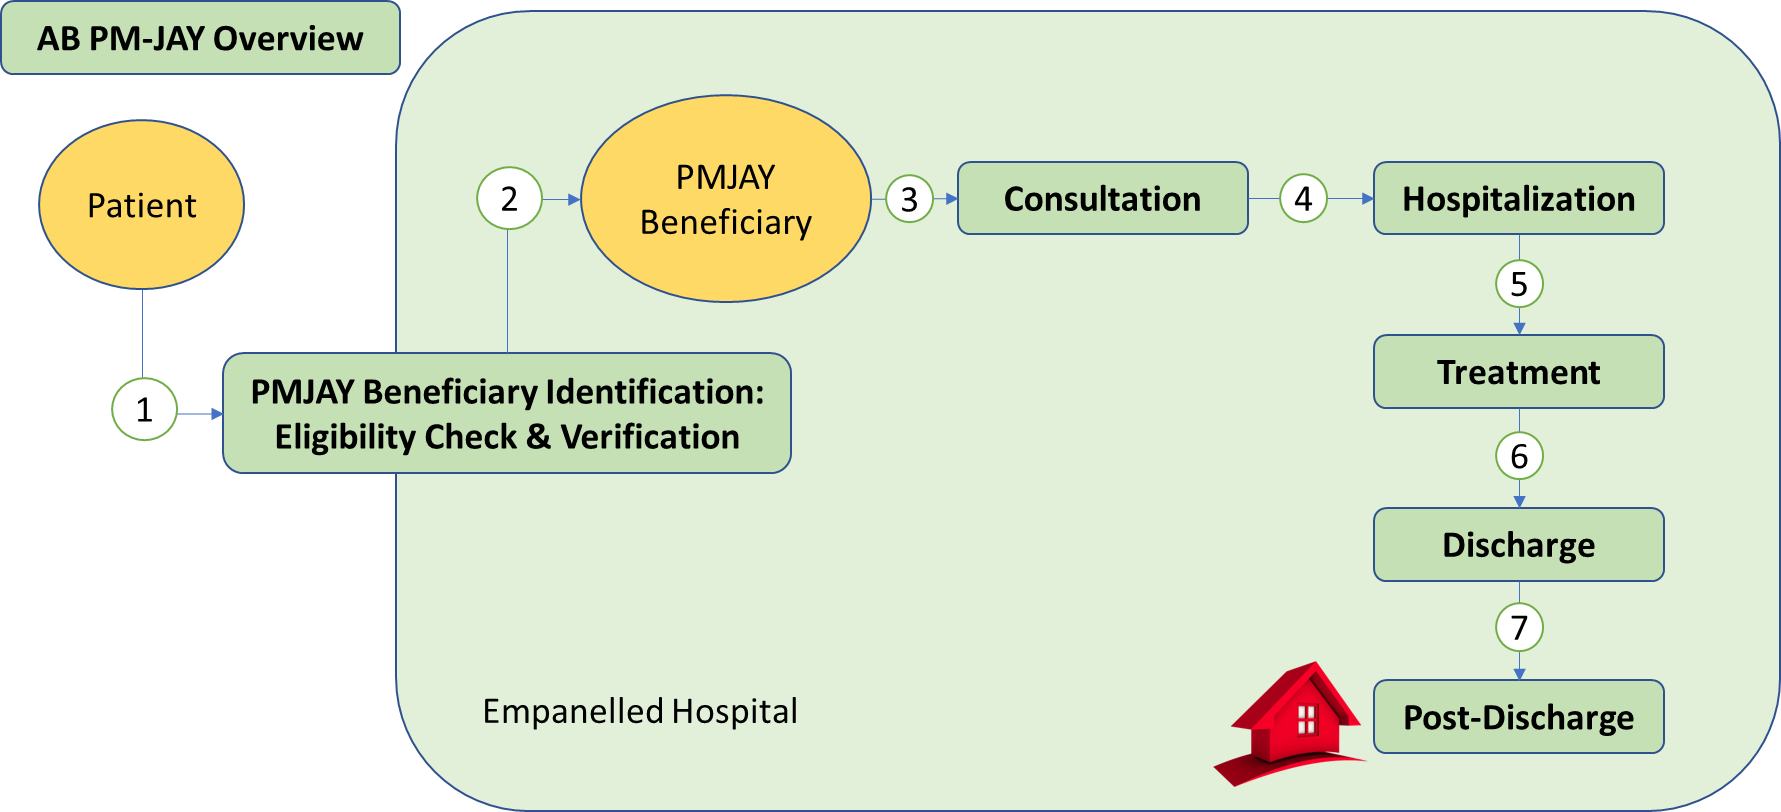 AB PM-JAY Overview
Patient
1
PMJAY Beneficiary Identification:
Eligibility Check & Verification
2
PMJAY
Beneficiary
3
Consultation
4
Hospitalization
5
Treatment
6
Discharge
7
Post-Discharge
Empanelled Hospital